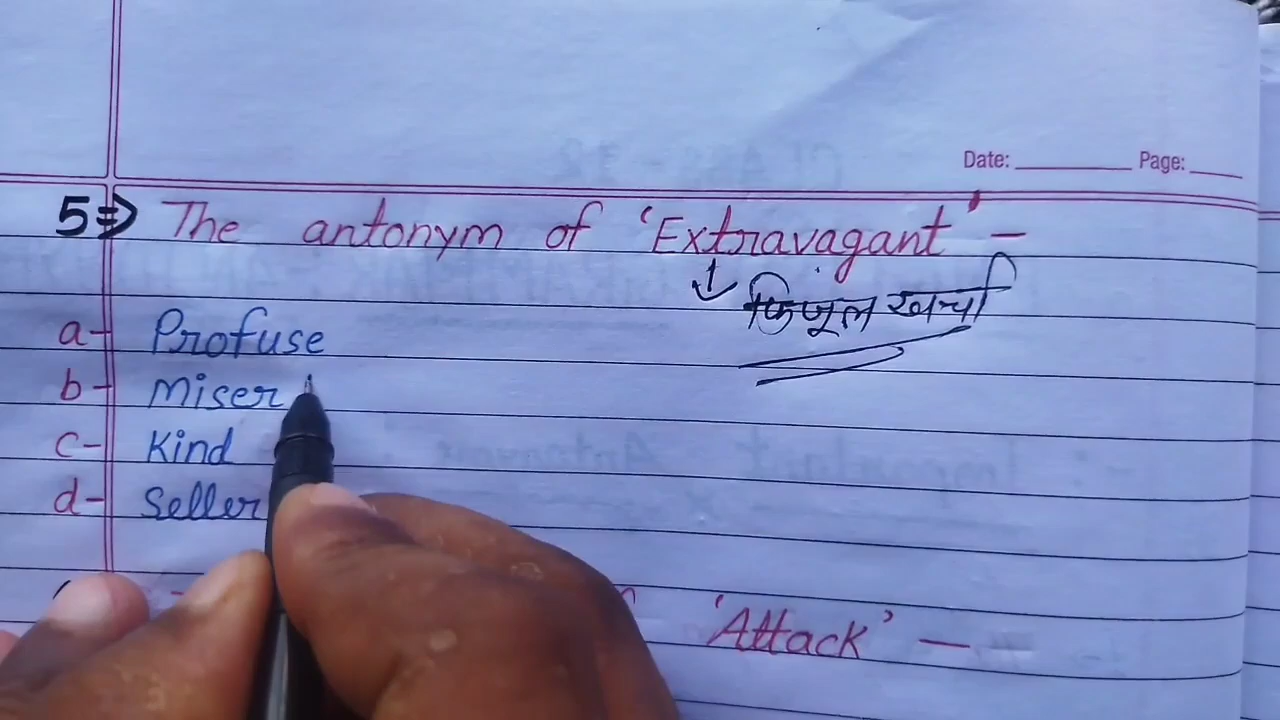 Date: Page:
5⇒ The antonym of 'Extravagant' -
↓ फिजूल खर्चा
a- Profuse
b- Miser
c- Kind
d- Seller
'Attack' —